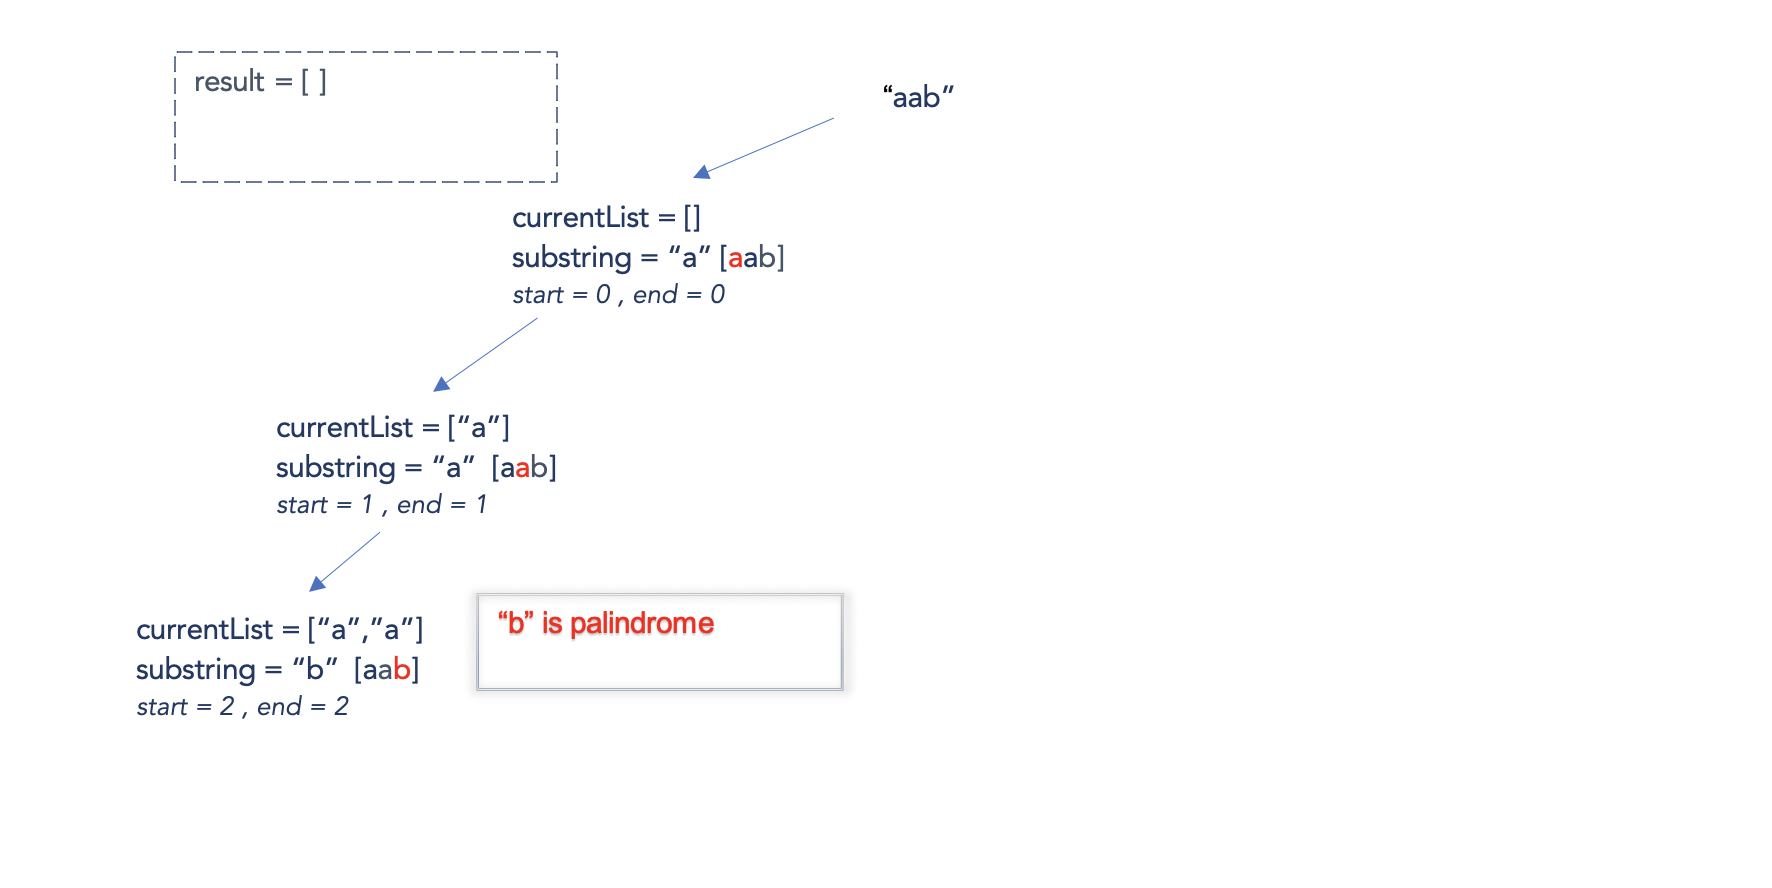 result = [ ]
“aab”
currentList = []
substring = “a” [aab]
start = 0 , end = 0
currentList = [“a”]
substring = “a”  [aab]
start = 1 , end = 1
currentList = [“a”,”a”]
substring = “b”  [aab]
start = 2 , end = 2
“b” is palindrome